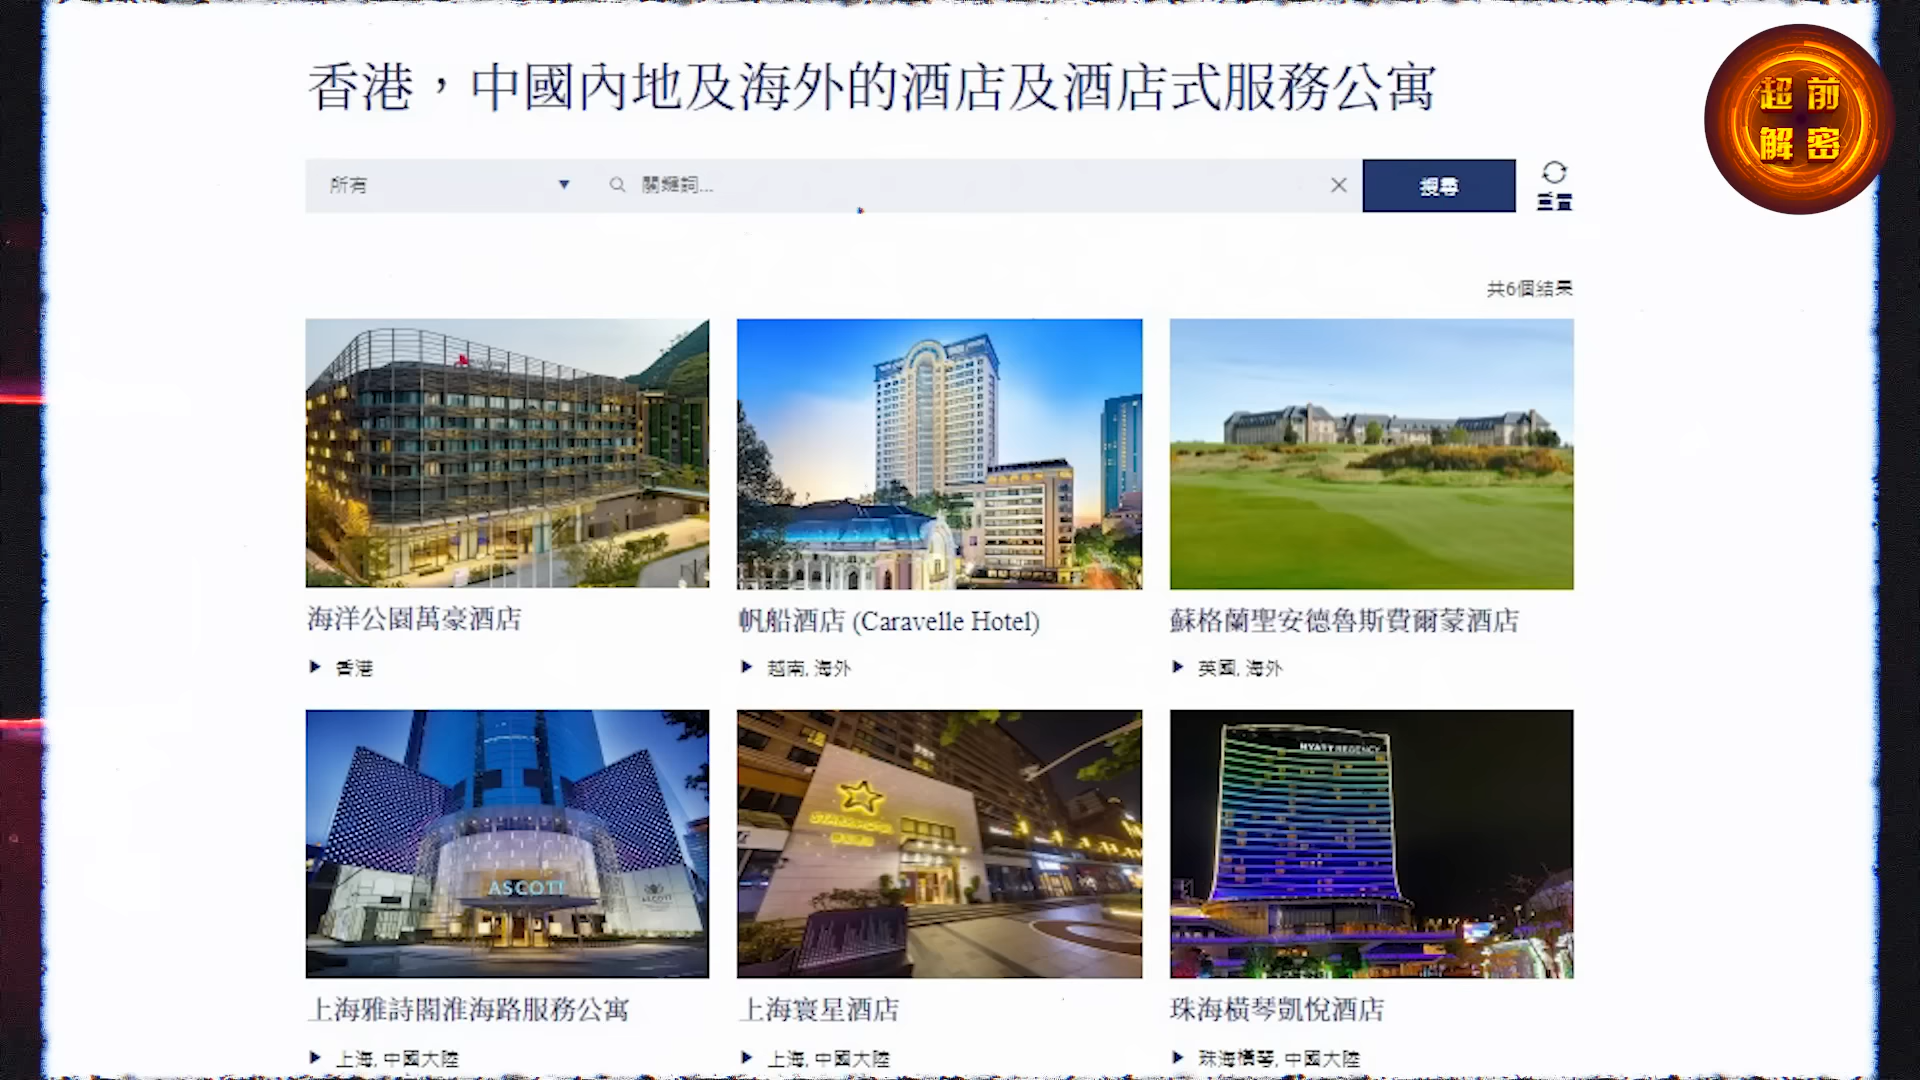 香港，中國內地及海外的酒店及酒店式服務公寓
超前
解密
所有
關鍵詞...
搜尋
重置
共6個結果
海洋公園萬豪酒店
帆船酒店 (Caravelle Hotel)
蘇格蘭聖安德魯斯費爾蒙酒店
香港
越南, 海外
英國, 海外
ASCOTT
HYATT REGENCY
上海雅詩閣淮海路服務公寓
上海寰星酒店
珠海橫琴凱悅酒店
上海, 中國大陸
上海, 中國大陸
珠海橫琴, 中國大陸